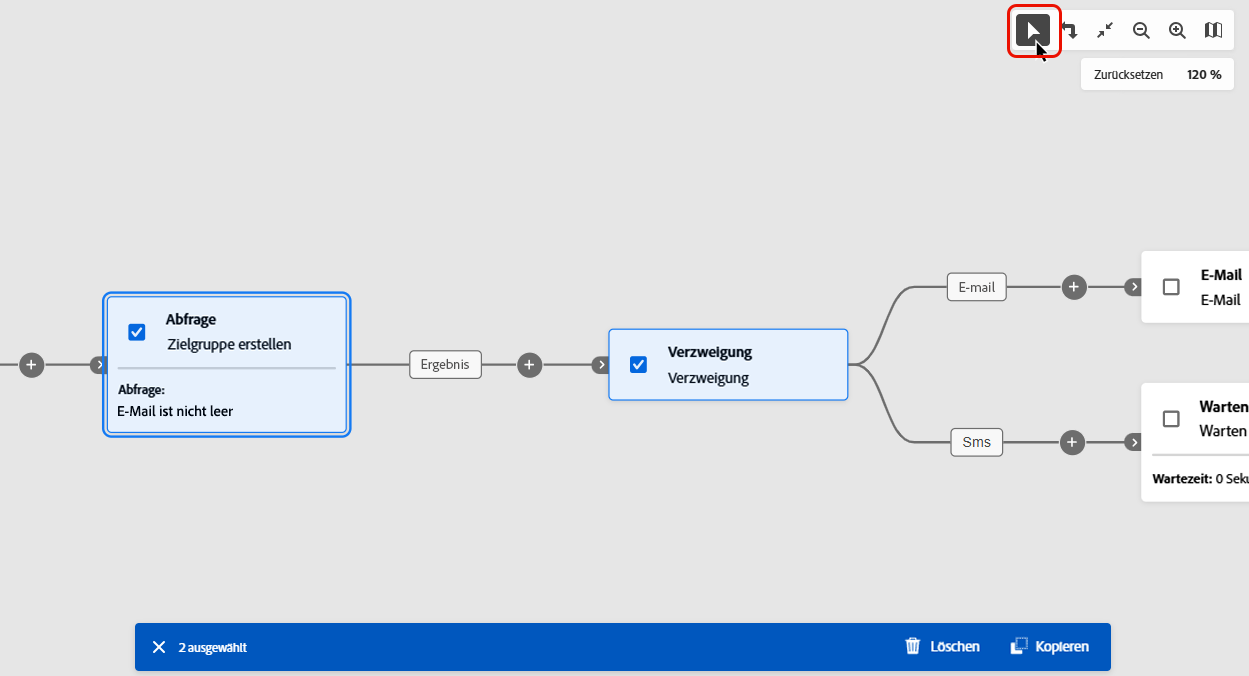 Zurücksetzen 120 %
Abfrage
Zielgruppe erstellen
Abfrage:
E-Mail ist nicht leer
Ergebnis
Verzweigung
Verzweigung
E-mail
E-Mail
E-Mail
Sms
Warten
Warten
Wartezeit: 0 Seku
2 ausgewählt
Löschen
Kopieren